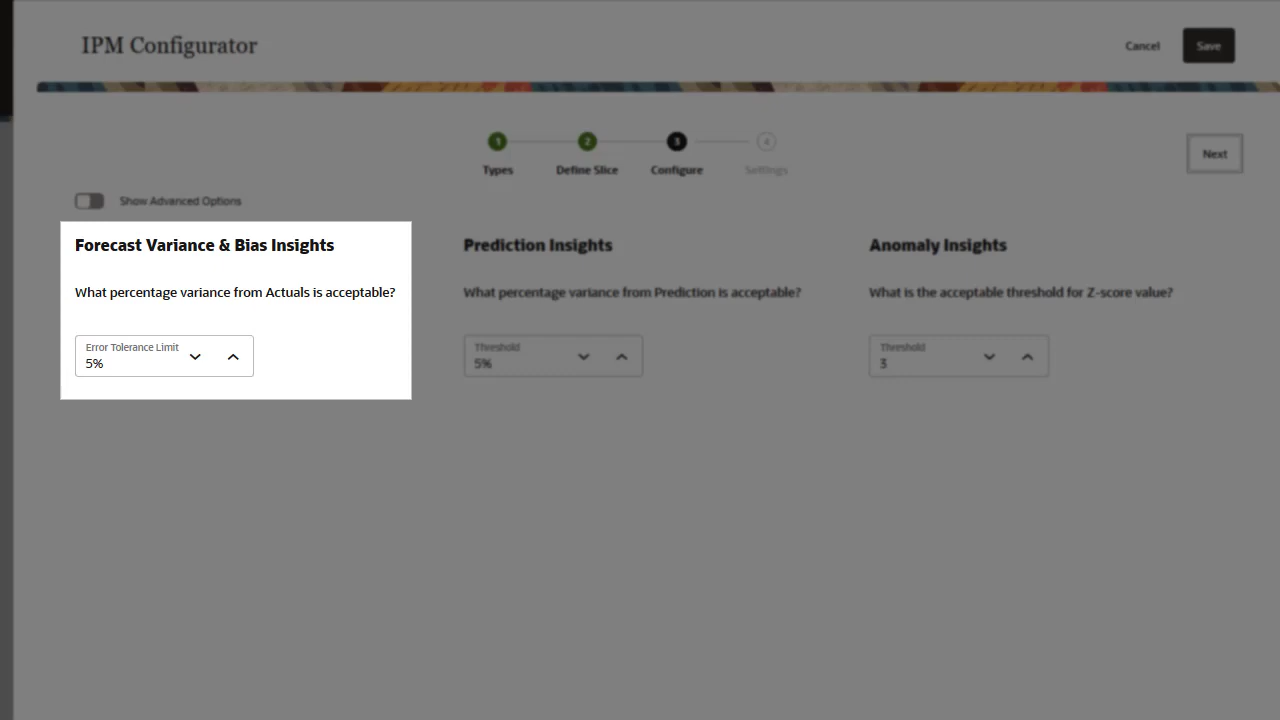 IPM Configurator
Cancel
Save
1
2
3
4
Types
Define Slice
Configure
Settings
Next
Show Advanced Options
Forecast Variance & Bias Insights
What percentage variance from Actuals is acceptable?
Error Tolerance Limit
5%
Prediction Insights
What percentage variance from Prediction is acceptable?
Threshold
5%
Anomaly Insights
What is the acceptable threshold for Z-score value?
Threshold
3